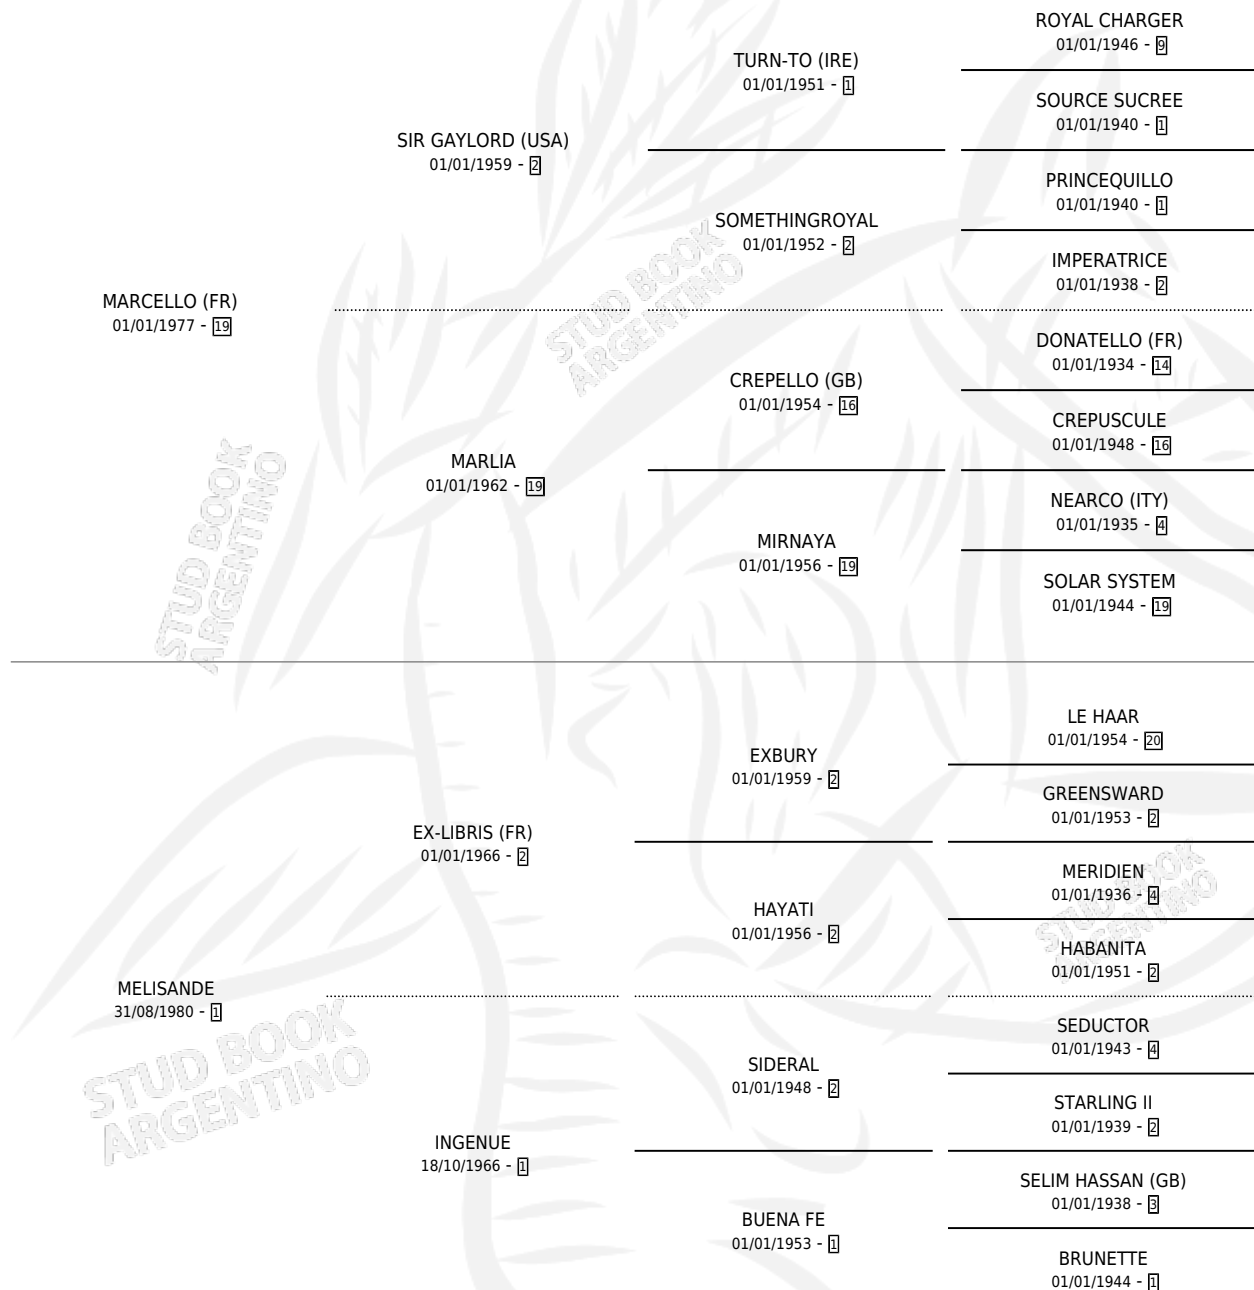 ROYAL CHARGER
01/01/1946 - 9
TURN-TO (IRE)
01/01/1951 - 1
SOURCE SUCREE
01/01/1940 - 1
SIR GAYLORD (USA)
01/01/1959 - 2
PRINCEQUILLO
01/01/1940 - 1
SOMETHINGROYAL
01/01/1952 - 2
IMPERATRICE
01/01/1938 - 2
MARCELLO (FR)
01/01/1977 - 19
STUD BOOK
ARGENTINO
DONATELLO (FR)
01/01/1934 - 14
CREPELLO (GB)
01/01/1954 - 16
CREPUSCULE
01/01/1948 - 16
MARLIA
01/01/1962 - 19
NEARCO (ITY)
01/01/1935 - 4
MIRNAYA
01/01/1956 - 19
SOLAR SYSTEM
01/01/1944 - 19
STUD BOOK
ARGENTINO
LE HAAR
01/01/1954 - 20
EXBURY
01/01/1959 - 2
GREENSWARD
01/01/1953 - 2
EX-LIBRIS (FR)
01/01/1966 - 2
MERIDIEN
01/01/1936 - 4
HAYATI
01/01/1956 - 2
HABANITA
01/01/1951 - 2
STUD BOOK
ARGENTINO
MELISANDE
31/08/1980 - 1
SEDUCTOR
01/01/1943 - 4
SIDERAL
01/01/1948 - 2
STARLING II
01/01/1939 - 2
STUD BOOK
ARGENTINO
INGENUE
18/10/1966 - 1
SELIM HASSAN (GB)
01/01/1938 - 3
BUENA FE
01/01/1953 - 1
BRUNETTE
01/01/1944 - 1